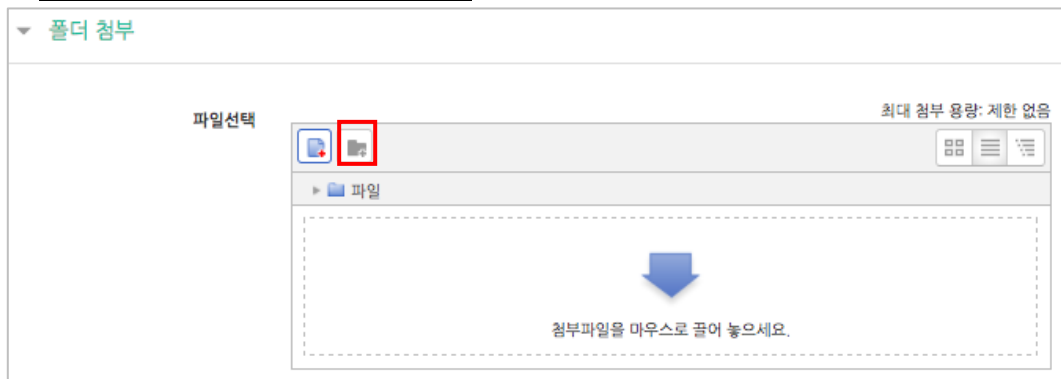 폴더 첨부
최대 첨부 용량: 제한 없음
파일선택
파일
첨부파일을 마우스로 끌어 놓으세요.